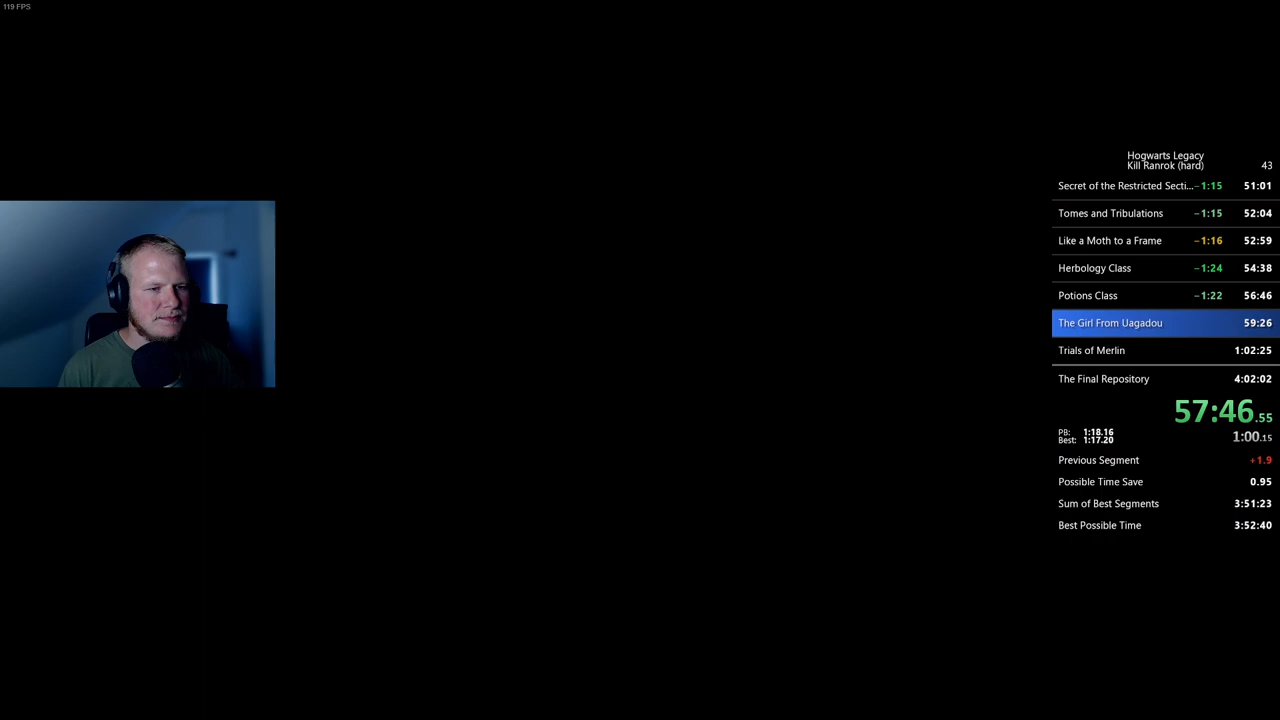 119 FPS
Hogwarts Legacy
Kill Ranrok (hard) 43
Secret of the Restricted Secti... −1:15 51:01
Tomes and Tribulations −1:15 52:04
Like a Moth to a Frame −1:16 52:59
Herbology Class −1:24 54:38
Potions Class −1:22 56:46
The Girl From Uagadou 59:26
Trials of Merlin 1:02:25
The Final Repository 4:02:02
57:46.55
PB: 1:18.16
Best: 1:17.20
1:00.15
Previous Segment +1.9
Possible Time Save 0.95
Sum of Best Segments 3:51:23
Best Possible Time 3:52:40